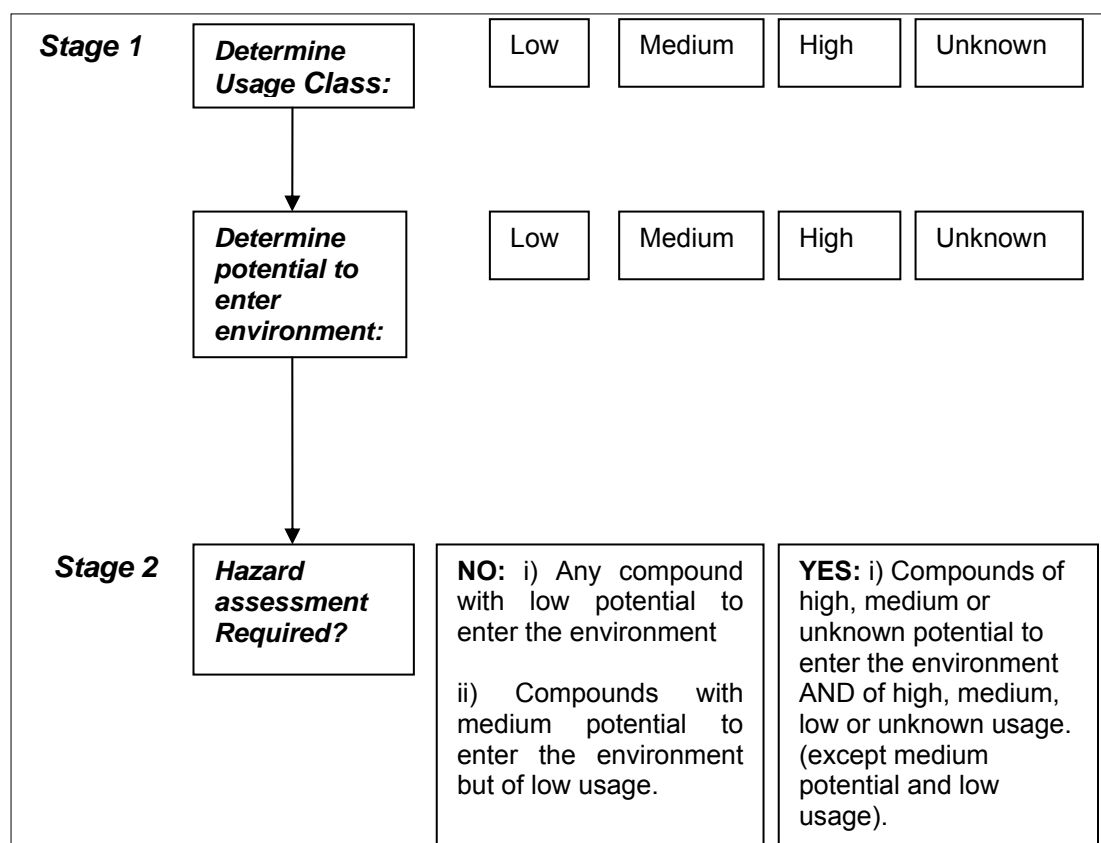 Stage 1
Determine
Usage Class:
Low
Medium
High
Unknown
Determine
potential to
enter
environment:
Low
Medium
High
Unknown
Stage 2
Hazard
assessment
Required?
NO: i) Any compound
with low potential to
enter the environment
ii) Compounds with
medium potential to
enter the environment
but of low usage.
YES: i) Compounds of
high, medium or
unknown potential to
enter the environment
AND of high, medium,
low or unknown usage.
(except medium
potential and low
usage).